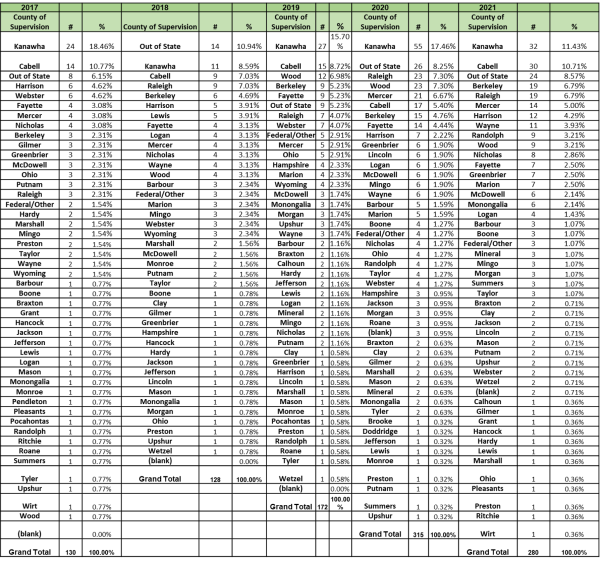 2017 2018 2019 2020 2021
County of Supervision # % County of Supervision # % County of Supervision # % County of Supervision # % County of Supervision # %
Kanawha 24 18.46% Out of State 14 10.94% Kanawha 27 15.70% Kanawha 55 17.46% Kanawha 32 11.43%
Cabell 14 10.77% Kanawha 11 8.59% Cabell 15 8.72% Out of State 26 8.25% Cabell 30 10.71%
Out of State 8 6.15% Cabell 9 7.03% Wood 12 6.98% Raleigh 23 7.30% Out of State 24 8.57%
Harrison 6 4.62% Raleigh 9 7.03% Berkeley 9 5.23% Wood 23 7.30% Berkeley 19 6.79%
Webster 6 4.62% Berkeley 6 4.69% Fayette 9 5.23% Mercer 21 6.67% Raleigh 19 6.79%
Fayette 4 3.08% Harrison 5 3.91% Out of State 9 5.23% Cabell 17 5.40% Mercer 14 5.00%
Mercer 4 3.08% Lewis 5 3.91% Raleigh 7 4.07% Berkeley 15 4.76% Harrison 12 4.29%
Nicholas 4 3.08% Fayette 4 3.13% Webster 7 4.07% Fayette 14 4.44% Wayne 11 3.93%
Berkeley 3 2.31% Logan 4 3.13% Federal/Other 5 2.91% Harrison 7 2.22% Randolph 9 3.21%
Gilmer 3 2.31% Mercer 4 3.13% Mercer 5 2.91% Greenbrier 6 1.90% Wood 9 3.21%
Greenbrier 3 2.31% Nicholas 4 3.13% Ohio 5 2.91% Lincoln 6 1.90% Nicholas 8 2.86%
McDowell 3 2.31% Wayne 4 3.13% Hampshire 4 2.33% Logan 6 1.90% Fayette 7 2.50%
Ohio 3 2.31% Wood 4 3.13% Marion 4 2.33% McDowell 6 1.90% Greenbrier 7 2.50%
Putnam 3 2.31% Barbour 3 2.34% Wyoming 4 2.33% Mingo 6 1.90% Marion 7 2.50%
Raleigh 3 2.31% Federal/Other 3 2.34% McDowell 3 1.74% Wayne 6 1.90% McDowell 6 2.14%
Federal/Other 2 1.54% Marion 3 2.34% Monongalia 3 1.74% Barbour 5 1.59% Monongalia 6 2.14%
Hardy 2 1.54% Mingo 3 2.34% Morgan 3 1.74% Marion 5 1.59% Logan 4 1.43%
Marshall 2 1.54% Webster 3 2.34% Upshur 3 1.74% Boone 4 1.27% Barbour 3 1.07%
Mingo 2 1.54% Wyoming 3 2.34% Wayne 3 1.74% Federal/Other 4 1.27% Boone 3 1.07%
Preston 2 1.54% Marshall 2 1.56% Barbour 2 1.16% Nicholas 4 1.27% Federal/Other 3 1.07%
Taylor 2 1.54% McDowell 2 1.56% Braxton 2 1.16% Ohio 4 1.27% Mineral 3 1.07%
Wayne 2 1.54% Monroe 2 1.56% Calhoun 2 1.16% Randolph 4 1.27% Mingo 3 1.07%
Wyoming 2 1.54% Putnam 2 1.56% Hardy 2 1.16% Taylor 4 1.27% Morgan 3 1.07%
Barbour 1 0.77% Taylor 2 1.56% Jefferson 2 1.16% Webster 4 1.27% Summers 3 1.07%
Boone 1 0.77% Boone 1 0.78% Lewis 2 1.16% Hampshire 3 0.95% Taylor 3 1.07%
Braxton 1 0.77% Clay 1 0.78% Logan 2 1.16% Morgan 3 0.95% Clay 2 0.71%
Grant 1 0.77% Gilmer 1 0.78% Mineral 2 1.16% Roane 3 0.95% Jackson 2 0.71%
Hancock 1 0.77% Greenbrier 1 0.78% Mingo 2 1.16% (blank) 3 0.95% Lincoln 2 0.71%
Jackson 1 0.77% Hampshire 1 0.78% Nicholas 2 1.16% Braxton 2 0.63% Mason 2 0.71%
Jefferson 1 0.77% Hancock 1 0.78% Putnam 2 1.16% Clay 2 0.63% Putnam 2 0.71%
Lewis 1 0.77% Hardy 1 0.78% Clay 1 0.58% Gilmer 2 0.63% Upshur 2 0.71%
Logan 1 0.77% Jackson 1 0.78% Greenbrier 1 0.58% Marshall 2 0.63% Webster 2 0.71%
Mason 1 0.77% Jefferson 1 0.78% Harrison 1 0.58% Mason 2 0.63% Wetzel 2 0.71%
Monongalia 1 0.77% Lincoln 1 0.78% Lincoln 1 0.58% Mineral 2 0.63% (blank) 2 0.71%
Monroe 1 0.77% Mason 1 0.78% Marshall 1 0.58% Monongalia 2 0.63% Calhoun 1 0.36%
Pendleton 1 0.77% Monongalia 1 0.78% Mason 1 0.58% Tyler 2 0.63% Gilmer 1 0.36%
Pleasants 1 0.77% Morgan 1 0.78% Monroe 1 0.58% Brooke 1 0.32% Grant 1 0.36%
Pocahontas 1 0.77% Ohio 1 0.78% Pocahontas 1 0.58% Doddridge 1 0.32% Hancock 1 0.36%
Randolph 1 0.77% Preston 1 0.78% Preston 1 0.58% Jefferson 1 0.32% Hardy 1 0.36%
Ritchie 1 0.77% Upshur 1 0.78% Randolph 1 0.58% Lewis 1 0.32% Lewis 1 0.36%
Roane 1 0.77% Wetzel 1 0.78% Roane 1 0.58% Monroe 1 0.32% Marshall 1 0.36%
Summers 1 0.77% (blank) 0.00% Tyler 1 0.58%
Tyler 1 0.77% Grand Total 128 100.00% Wetzel 1 0.58% Preston 1 0.32% Ohio 1 0.36%
Upshur 1 0.77% (blank) 0.00% Putnam 1 0.32% Pleasants 1 0.36%
Wirt 1 0.77% Grand Total 172 100.00% Summers 1 0.32% Preston 1 0.36%
Wood 1 0.77% Upshur 1 0.32% Ritchie 1 0.36%
(blank) 0.00% Grand Total 315 100.00% Wirt 1 0.36%
Grand Total 130 100.00% Grand Total 280 100.00%